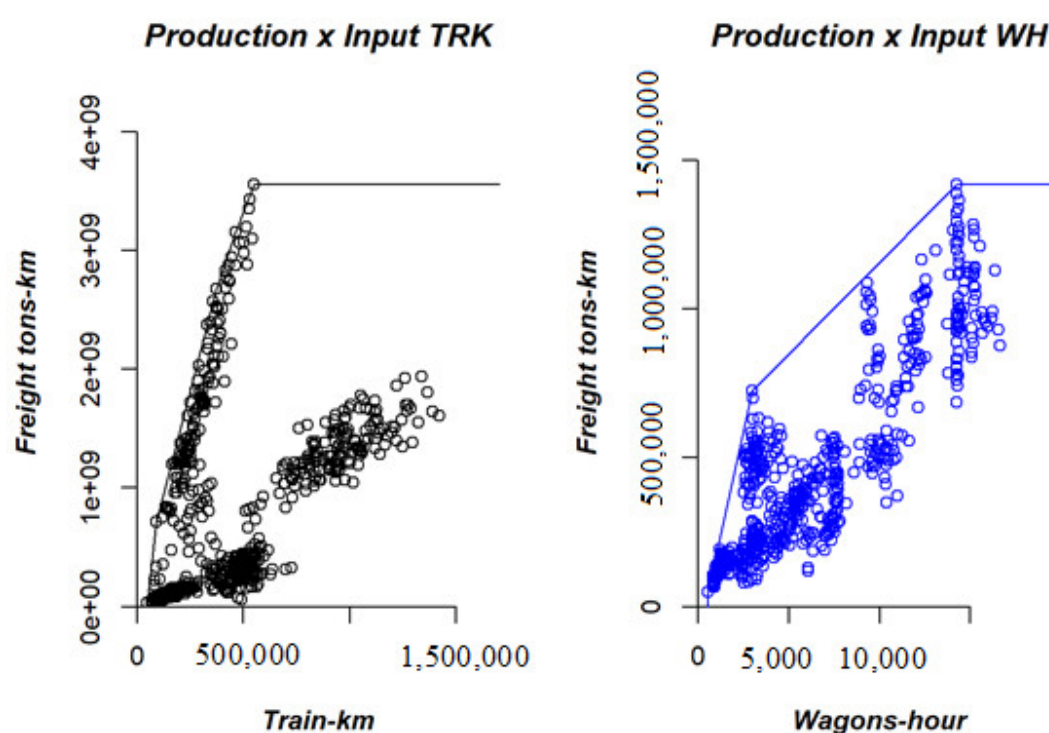 Production x Input TRK
Freight tons-km
4e+09
3e+09
2e+09
1e+09
0e+00
0
500,000
1,500,000
Train-km
Production x Input WH
Freight tons-km
1,500,000
1,000,000
500,000
0
0
5,000
10,000
Wagons-hour